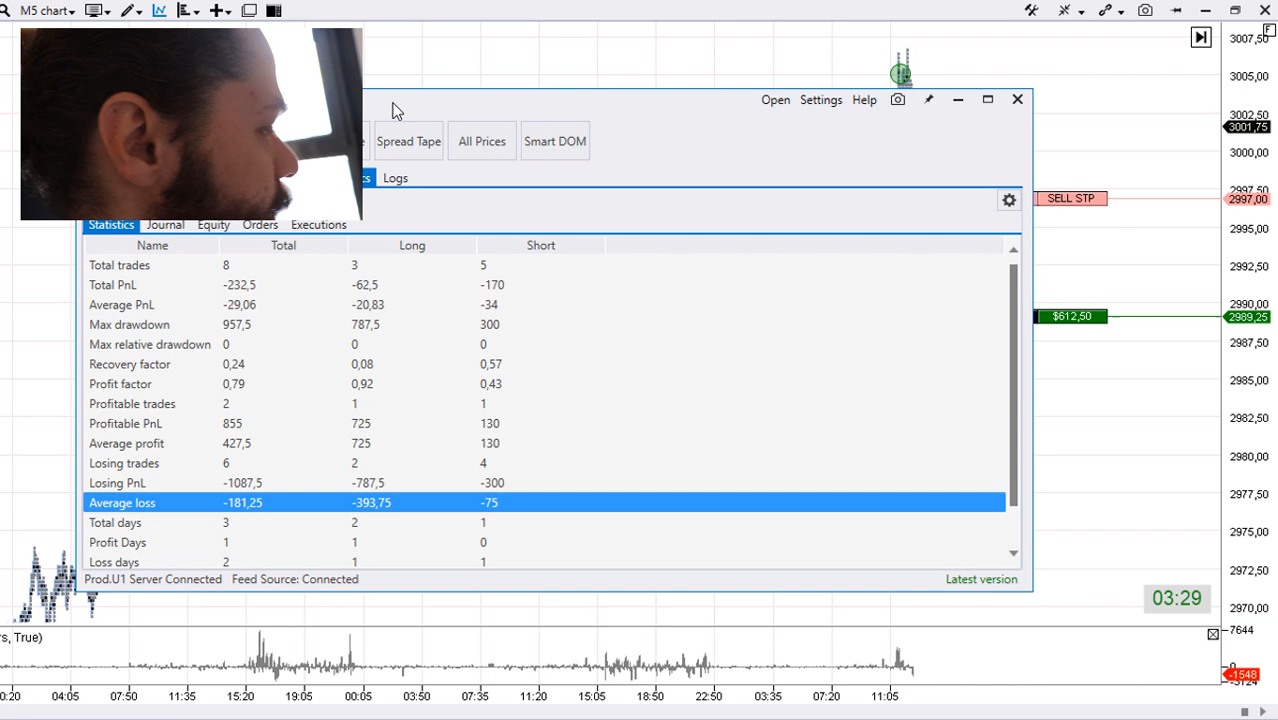 M5 chart
F
3007,50
3005,00
Open Settings Help
3002,50
3001,75
Spread Tape All Prices Smart DOM
3000,00
Logs
2997,50
SELL STP 2997,00
Statistics Journal Equity Orders Executions
2995,00
Name Total Long Short
Total trades 8 3 5
Total PnL -232,5 -62,5 -170
2992,50
Average PnL -29,06 -20,83 -34
2990,00
$612,50 2989,25
Max drawdown 957,5 787,5 300
Max relative drawdown 0 0 0
2987,50
Recovery factor 0,24 0,08 0,57
Profit factor 0,79 0,92 0,43
2985,00
Profitable trades 2 1 1
Profitable PnL 855 725 130
2982,50
Average profit 427,5 725 130
2980,00
Losing trades 6 2 4
Losing PnL -1087,5 -787,5 -300
2977,50
Average loss -181,25 -393,75 -75
Total days 3 2 1
2975,00
Profit Days 1 1 0
Loss days 2 1 1
2972,50
Prod.U1 Server Connected Feed Source: Connected Latest version
03:29
2970,00
rs, True)
7644
-1548
0:20 04:05 07:50 11:35 15:20 19:05 00:05 03:50 07:35 11:20 15:05 18:50 22:50 03:35 07:20 11:05